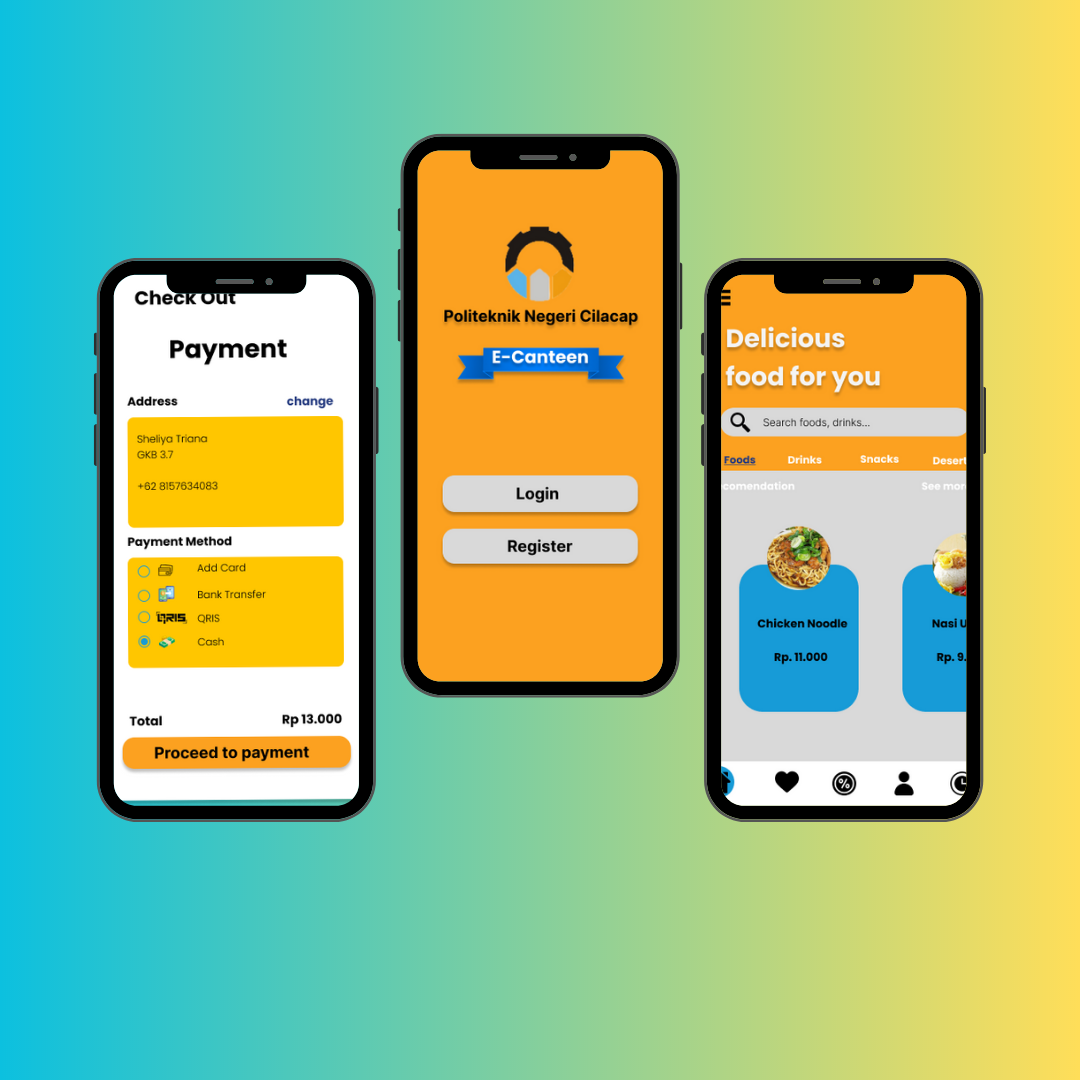 Check Out
Payment
Address change
Sheliya Triana
GKB 3.7
+62 8157634083
Payment Method
Add Card
Bank Transfer
QRIS QRIS
Cash
Total Rp 13.000
Proceed to payment
Politeknik Negeri Cilacap
E-Canteen
Login
Register
Delicious
food for you
Search foods, drinks...
Foods Drinks Snacks Desert
comendation See mor
Chicken Noodle Nasi U
Rp. 11.000 Rp. 9.
%